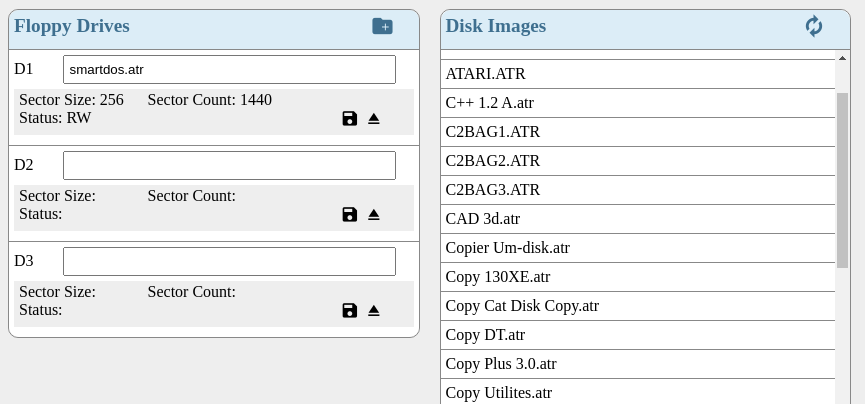 Floppy Drives
D1 smartdos.atr
Sector Size: 256 Sector Count: 1440
Status: RW
D2
Sector Size: Sector Count:
Status:
D3
Sector Size: Sector Count:
Status:
Disk Images
ATARI.ATR
C++ 1.2 A.atr
C2BAG1.ATR
C2BAG2.ATR
C2BAG3.ATR
CAD 3d.atr
Copier Um-disk.atr
Copy 130XE.atr
Copy Cat Disk Copy.atr
Copy DT.atr
Copy Plus 3.0.atr
Copy Utilites.atr